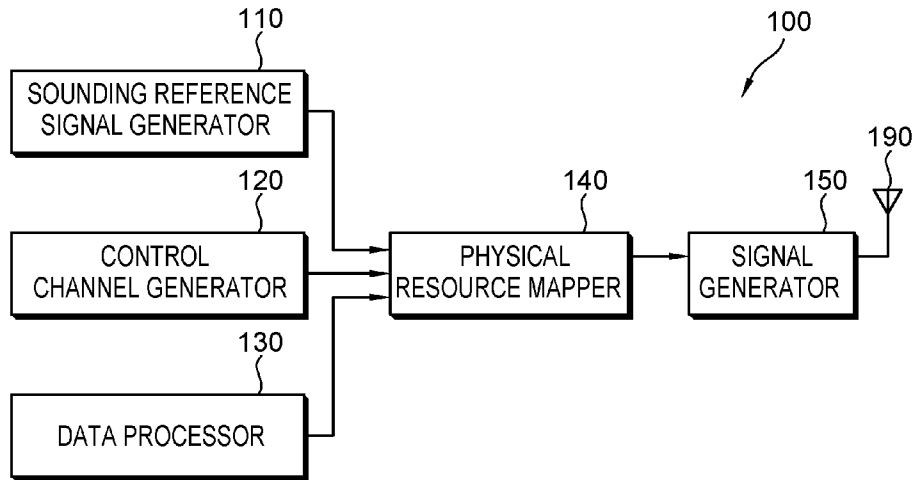 110
100
SOUNDING REFERENCE
SIGNAL GENERATOR
190
120
140
150
CONTROL
CHANNEL GENERATOR
PHYSICAL
RESOURCE MAPPER
SIGNAL
GENERATOR
130
DATA PROCESSOR